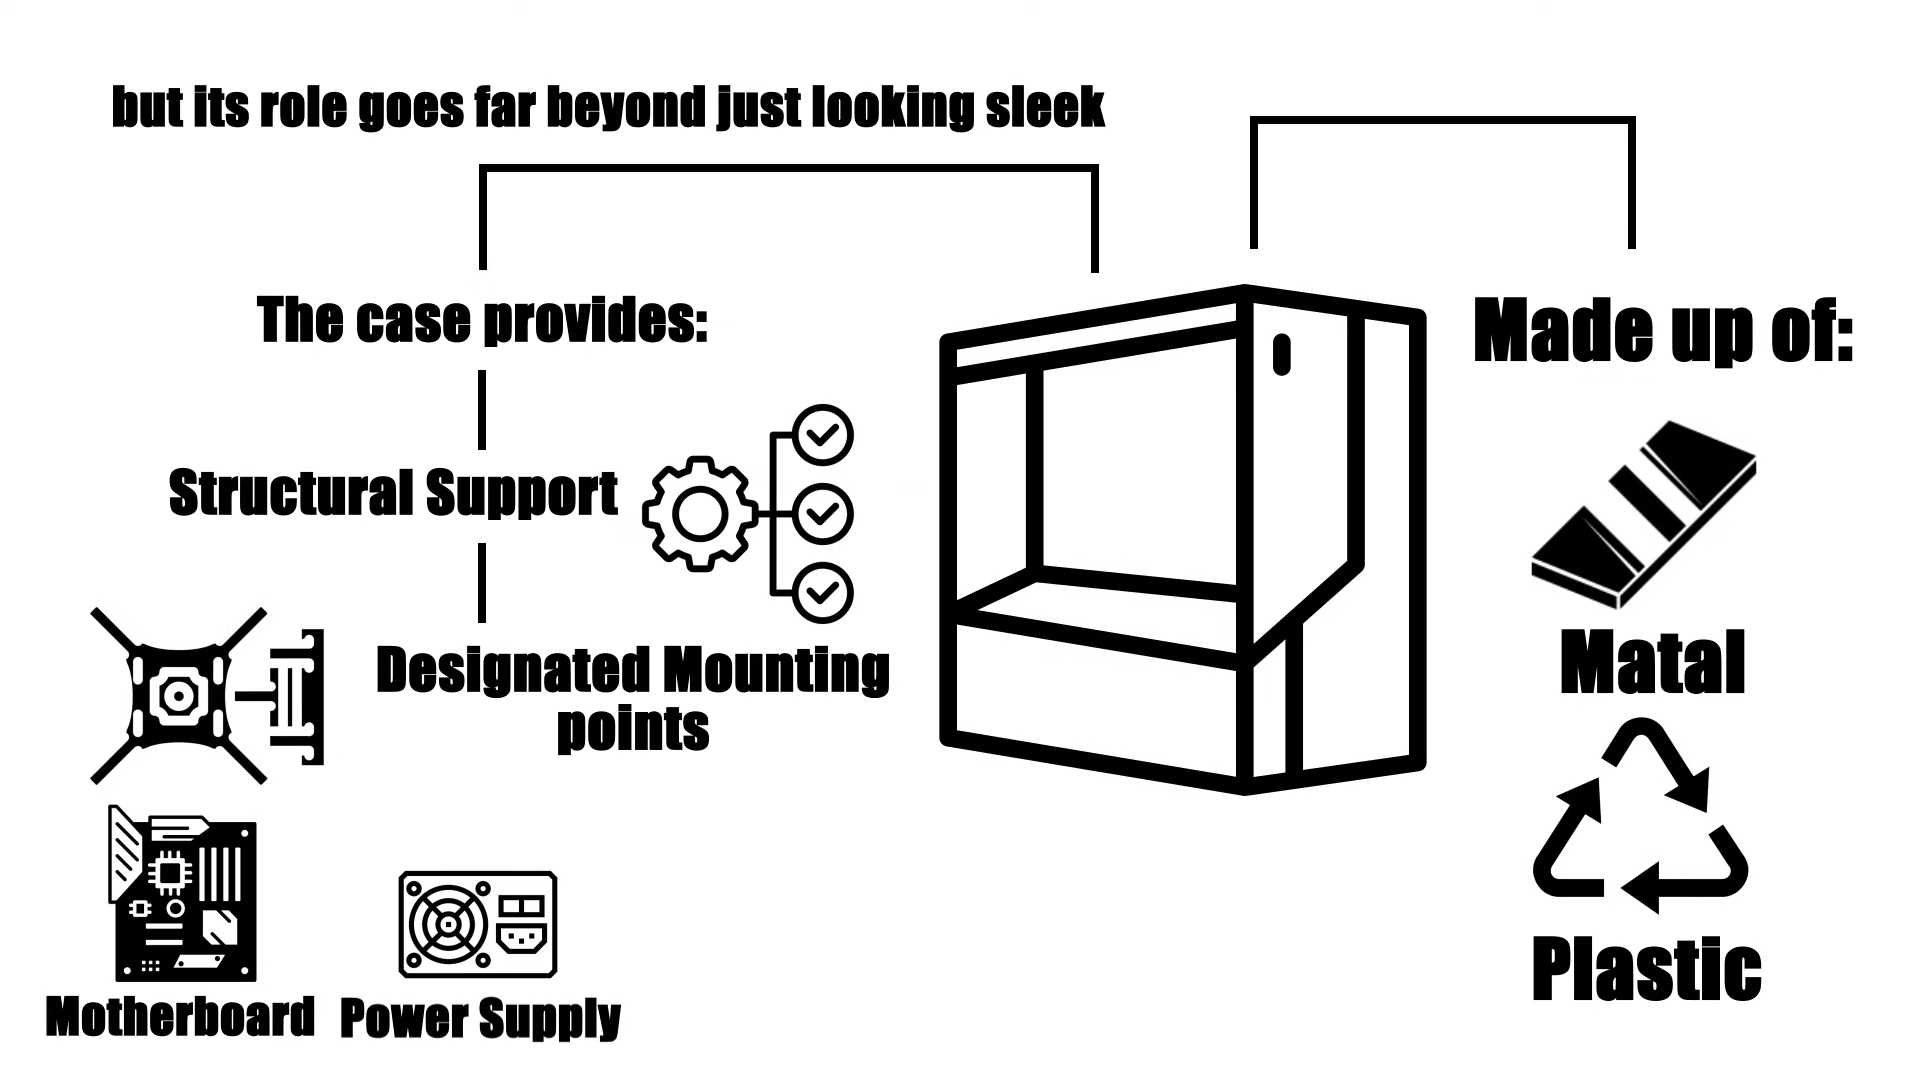 but its role goes far beyond just looking sleek
The case provides:
Made up of:
Structural Support
Designated Mounting
points
Matal
Plastic
Motherboard
Power Supply